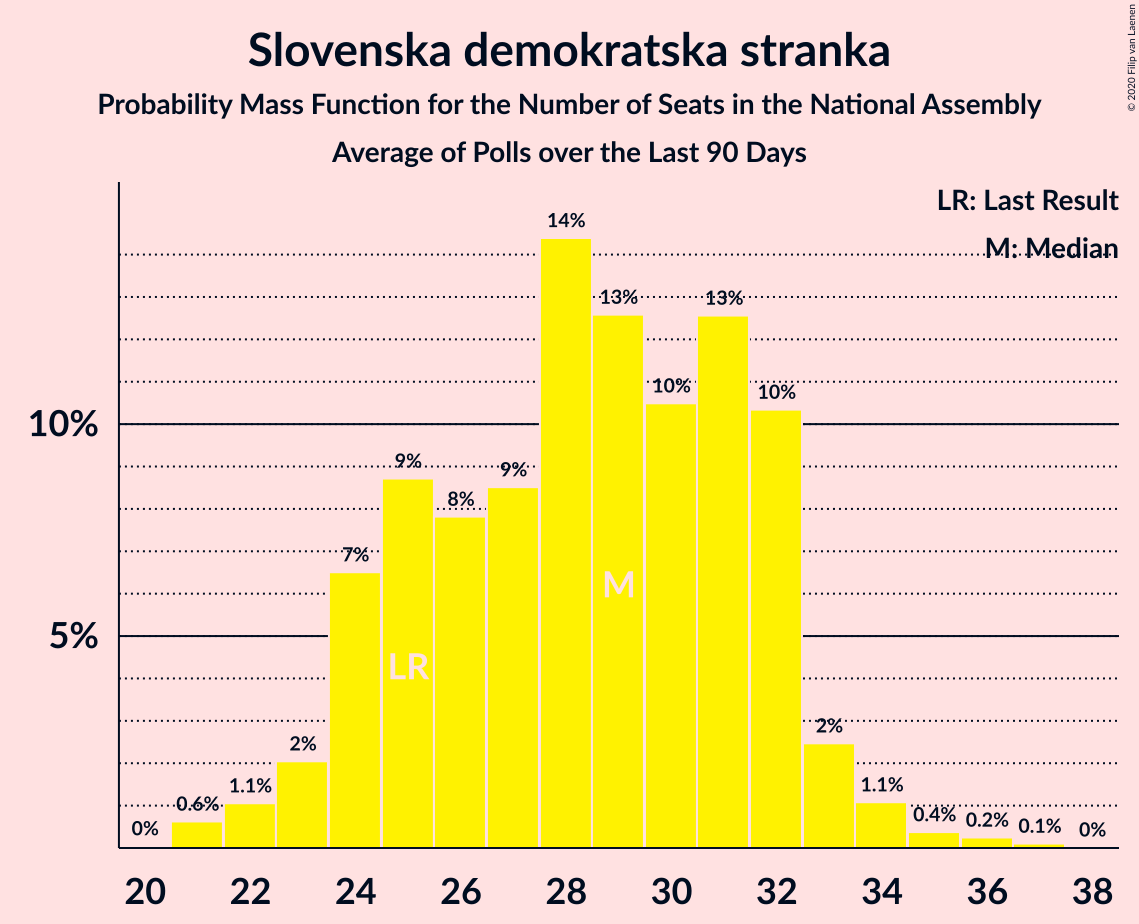 Slovenska demokratska stranka
Probability Mass Function for the Number of Seats in the National Assembly
Average of Polls over the Last 90 Days
© 2020 Filip van Laenen
LR: Last Result
M: Median
14%
13%
13%
10%
10%
10%
9%
9%
8%
7%
M
5%
LR
2%
2%
1.1%
1.1%
0.6%
0.4%
0.2%
0.1%
0%
0%
20 22 24 26 28 30 32 34 36 38